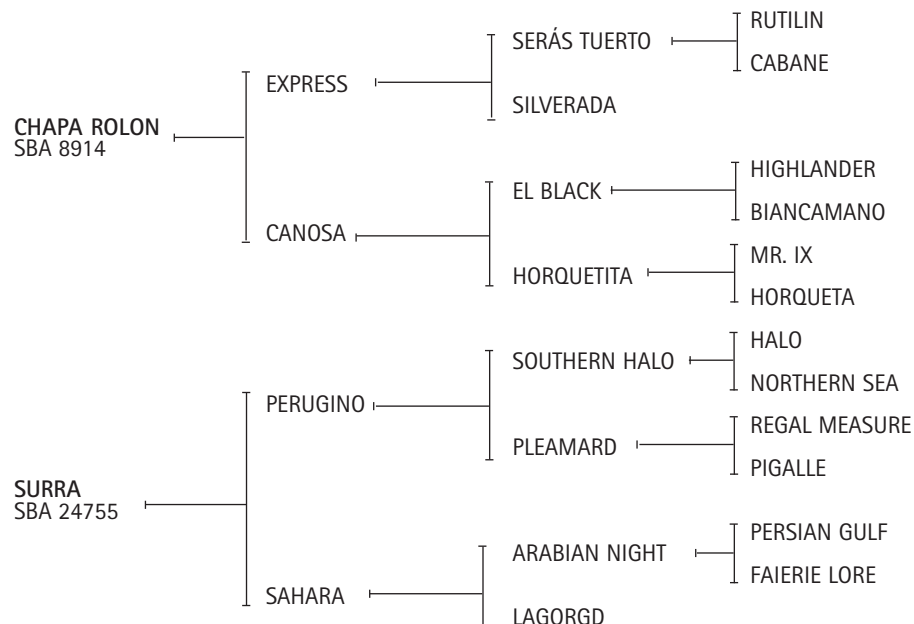 RUTILIN
SERÁS TUERTO
CABANE
EXPRESS
SILVERADA
CHAPA ROLON
SBA 8914
HIGHLANDER
EL BLACK
BIANCAMANO
CANOSA
MR. IX
HORQUETITA
HORQUETA
HALO
SOUTHERN HALO
NORTHERN SEA
PERUGINO
REGAL MEASURE
PLEAMARD
PIGALLE
SURRA
SBA 24755
PERSIAN GULF
ARABIAN NIGHT
FAIERIE LORE
SAHARA
LAGORGD